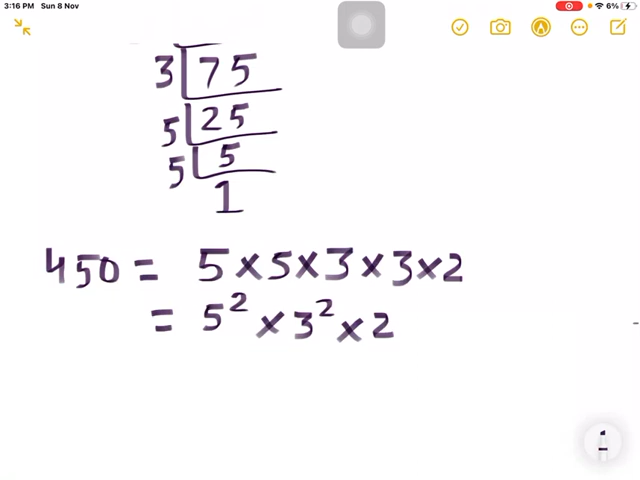 3:16 PM Sun 8 Nov 6%
3 75
5 25
5 5
1
450 = 5 × 5 × 3 × 3 × 2
= 5² × 3² × 2